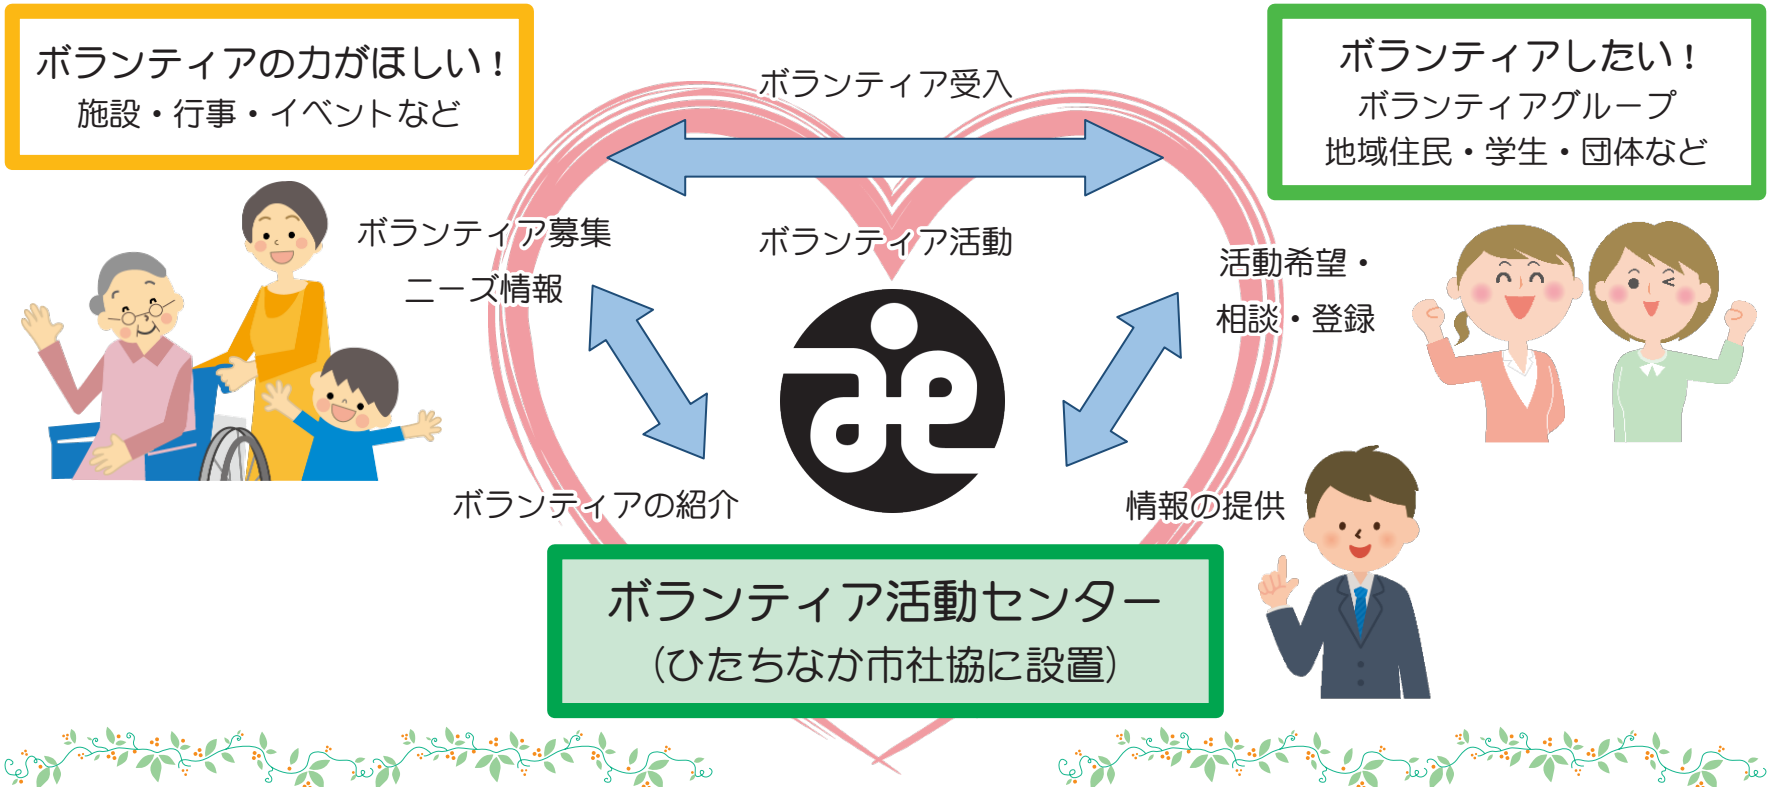 ボランティアの力がほしい！
施設・行事・イベントなど
ボランティア受入
ボランティアしたい！
ボランティアグループ
地域住民・学生・団体など
ボランティア募集
ニーズ情報
ボランティア活動
活動希望・
相談・登録
ボランティアの紹介
情報の提供
ボランティア活動センター
（ひたちなか市社協に設置）